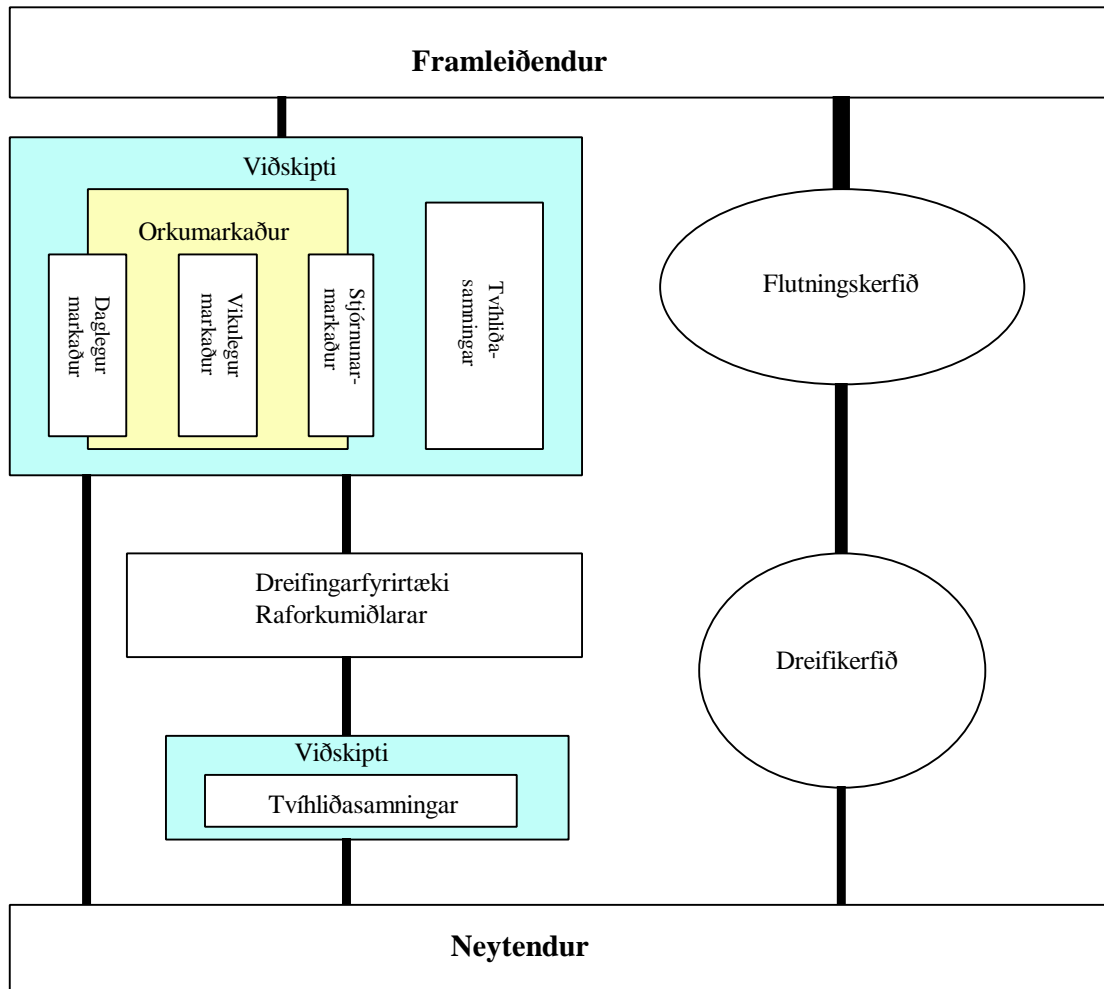 Framleiðendur
Viðskipti
Orkumarkaður
Daglegur
markaður
Vikulegur
markaður
Stjórnunar-
markaður
Tvíhliða-
samningar
Flutningskerfið
Dreifingarfyrirtæki
Raforkumiðlarar
Dreifikerfið
Viðskipti
Tvíhliðasamningar
Neytendur